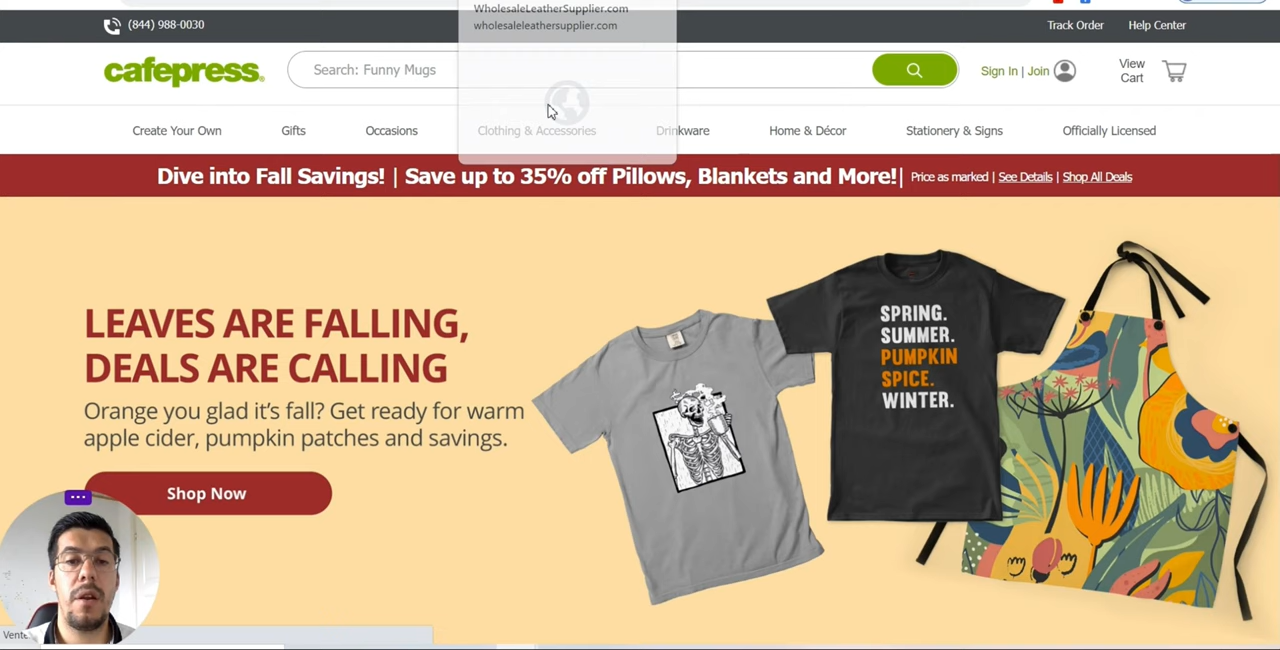 WholesaleLeatherSupplier.com
wholesaleleathersupplier.com
(844) 988-0030
Track Order
Help Center
cafepress.
Search: Funny Mugs
Sign In | Join
View
Cart
Create Your Own
Gifts
Occasions
Clothing & Accessories
Drinkware
Home & Décor
Stationery & Signs
Officially Licensed
Dive into Fall Savings! | Save up to 35% off Pillows, Blankets and More!| Price as marked | See Details | Shop All Deals
LEAVES ARE FALLING,
DEALS ARE CALLING
Orange you glad it's fall? Get ready for warm
apple cider, pumpkin patches and savings.
Shop Now
SPRING.
SUMMER.
PUMPKIN
SPICE.
WINTER.
Vente